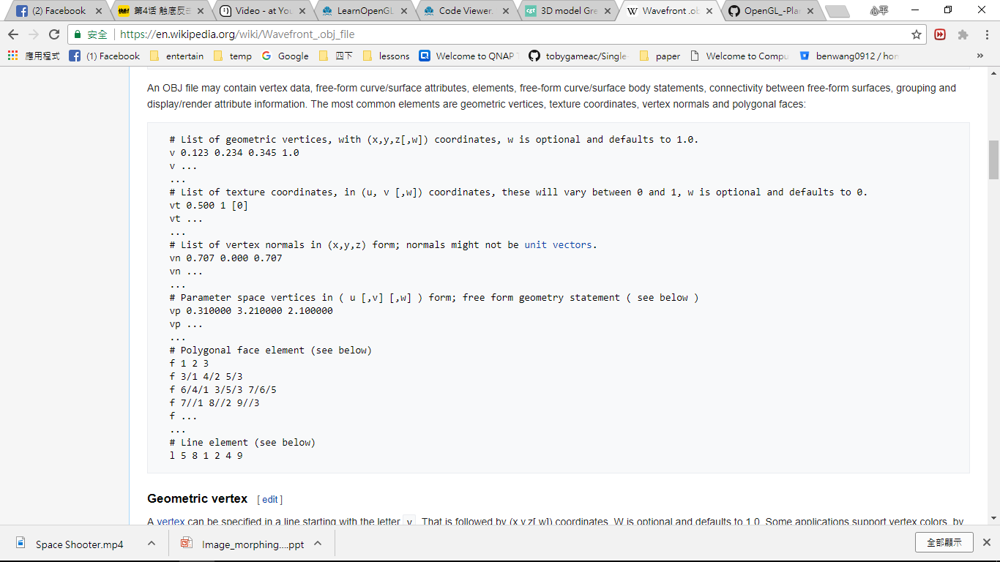 (2) Facebook
第4话 触底反击
Video - at You
LearnOpenGL
Code Viewer.
3D model Gre
Wavefront .ob
OpenGL_-Pla
心平
安全 https://en.wikipedia.org/wiki/Wavefront_.obj_file
應用程式 (1) Facebook entertain temp Google 四下 lessons Welcome to QNAP T tobygameac/Single- paper Welcome to Compu benwang0912 / hom »
An OBJ file may contain vertex data, free-form curve/surface attributes, elements, free-form curve/surface body statements, connectivity between free-form surfaces, grouping and
display/render attribute information. The most common elements are geometric vertices, texture coordinates, vertex normals and polygonal faces:
# List of geometric vertices, with (x,y,z[,w]) coordinates, w is optional and defaults to 1.0.
v 0.123 0.234 0.345 1.0
v ...
...
# List of texture coordinates, in (u, v [,w]) coordinates, these will vary between 0 and 1, w is optional and defaults to 0.
vt 0.500 1 [0]
vt ...
...
# List of vertex normals in (x,y,z) form; normals might not be unit vectors.
vn 0.707 0.000 0.707
vn ...
...
# Parameter space vertices in ( u [,v] [,w] ) form; free form geometry statement ( see below )
vp 0.310000 3.210000 2.100000
vp ...
...
# Polygonal face element (see below)
f 1 2 3
f 3/1 4/2 5/3
f 6/4/1 3/5/3 7/6/5
f 7//1 8//2 9//3
f ...
...
# Line element (see below)
l 5 8 1 2 4 9
Geometric vertex [ edit ]
A vertex can be specified in a line starting with the letter v. That is followed by (x,y,z[,w]) coordinates. W is optional and defaults to 1.0. Some applications support vertex colors, by
Space Shooter.mp4
Image_morphing....ppt
全部顯示